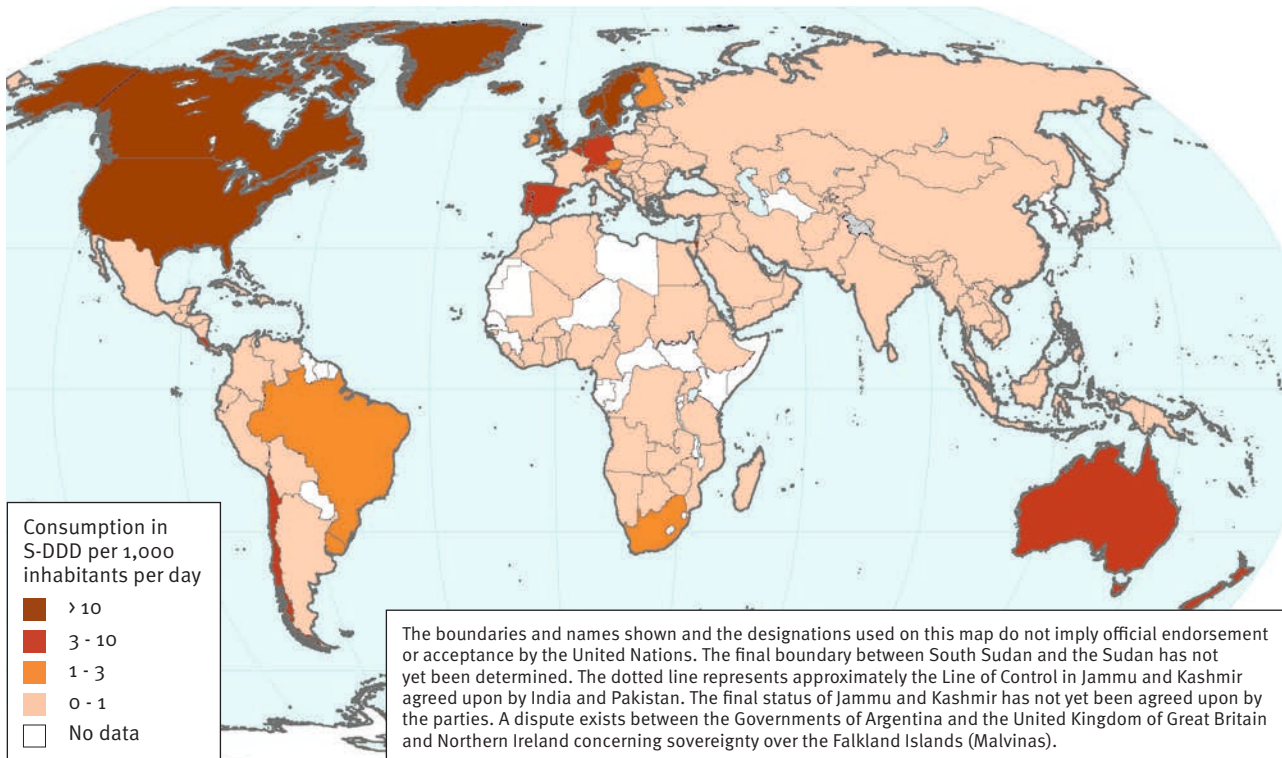 Consumption in
S-DDD per 1,000
inhabitants per day
> 10
3 - 10
1 - 3
0 - 1
No data
The boundaries and names shown and the designations used on this map do not imply official endorsement
or acceptance by the United Nations. The final boundary between South Sudan and the Sudan has not
yet been determined. The dotted line represents approximately the Line of Control in Jammu and Kashmir
agreed upon by India and Pakistan. The final status of Jammu and Kashmir has not yet been agreed upon by
the parties. A dispute exists between the Governments of Argentina and the United Kingdom of Great Britain
and Northern Ireland concerning sovereignty over the Falkland Islands (Malvinas).